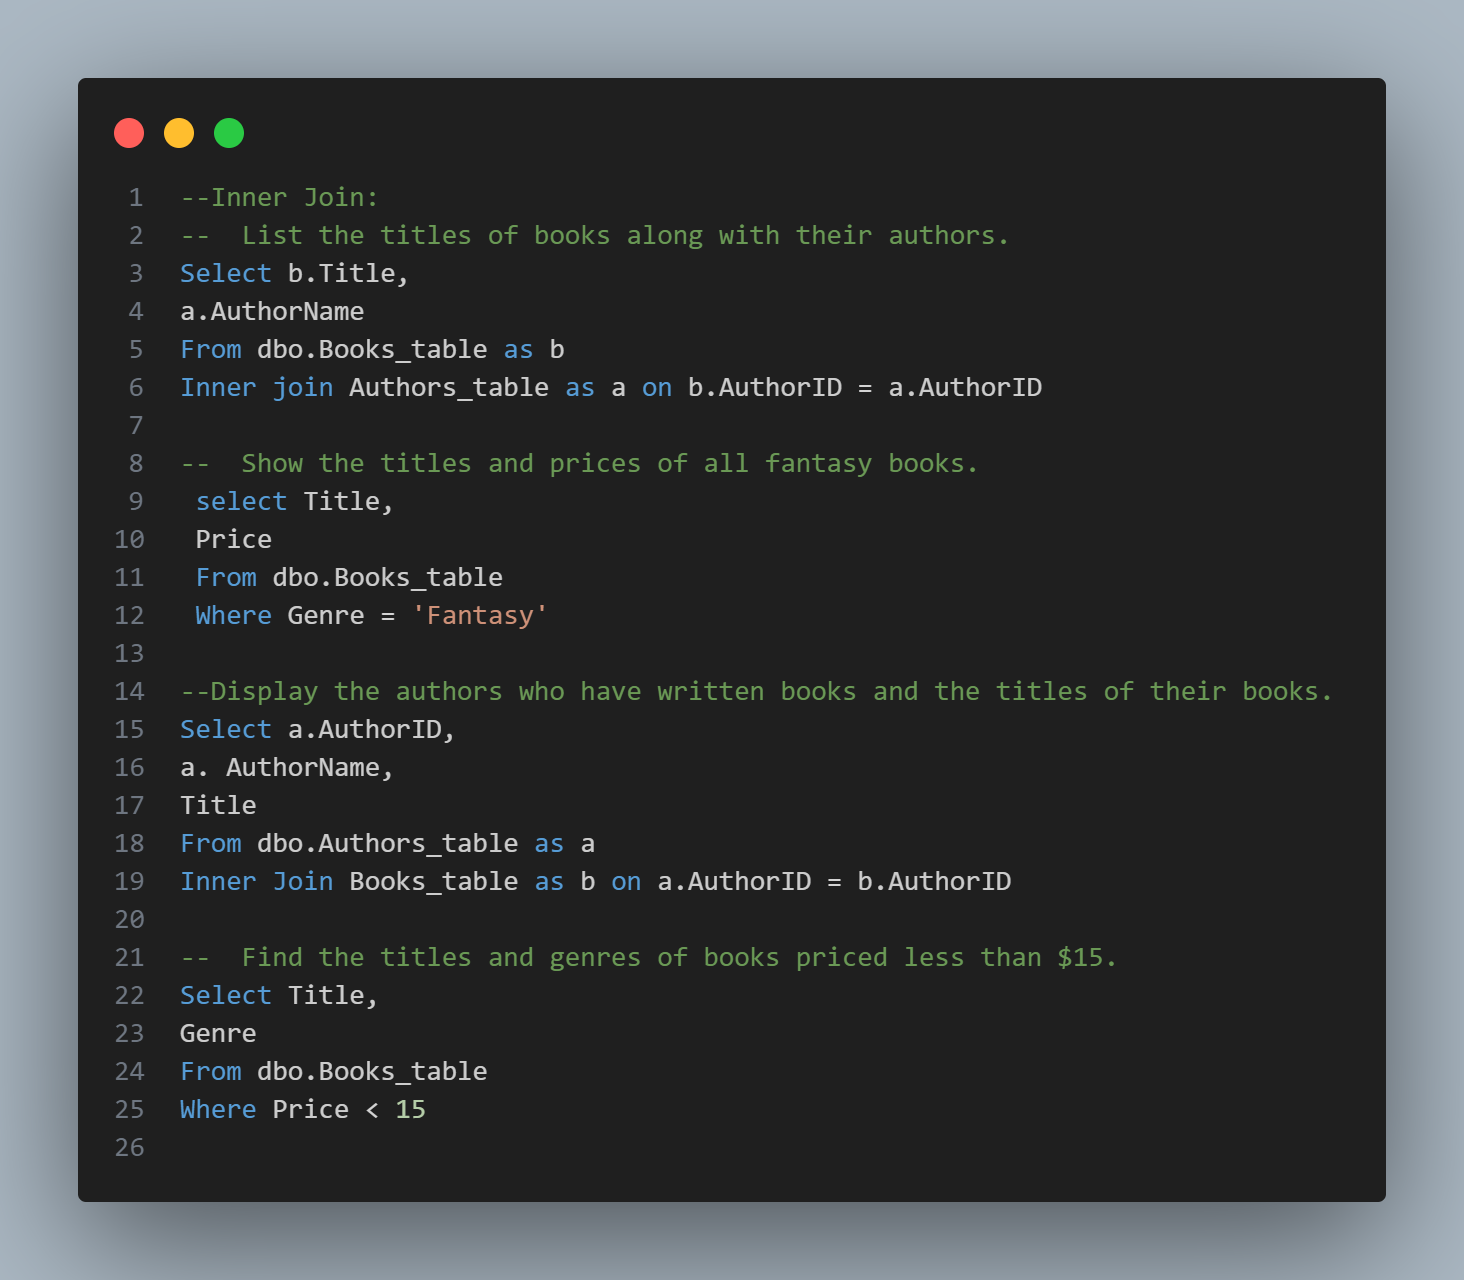 1 --Inner Join:
2 --  List the titles of books along with their authors.
3 Select b.Title,
4 a.AuthorName
5 From dbo.Books_table as b
6 Inner join Authors_table as a on b.AuthorID = a.AuthorID
7
8 --  Show the titles and prices of all fantasy books.
9  select Title,
10  Price
11  From dbo.Books_table
12  Where Genre = 'Fantasy'
13
14 --Display the authors who have written books and the titles of their books.
15 Select a.AuthorID,
16 a. AuthorName,
17 Title
18 From dbo.Authors_table as a
19 Inner Join Books_table as b on a.AuthorID = b.AuthorID
20
21 --  Find the titles and genres of books priced less than $15.
22 Select Title,
23 Genre
24 From dbo.Books_table
25 Where Price < 15
26